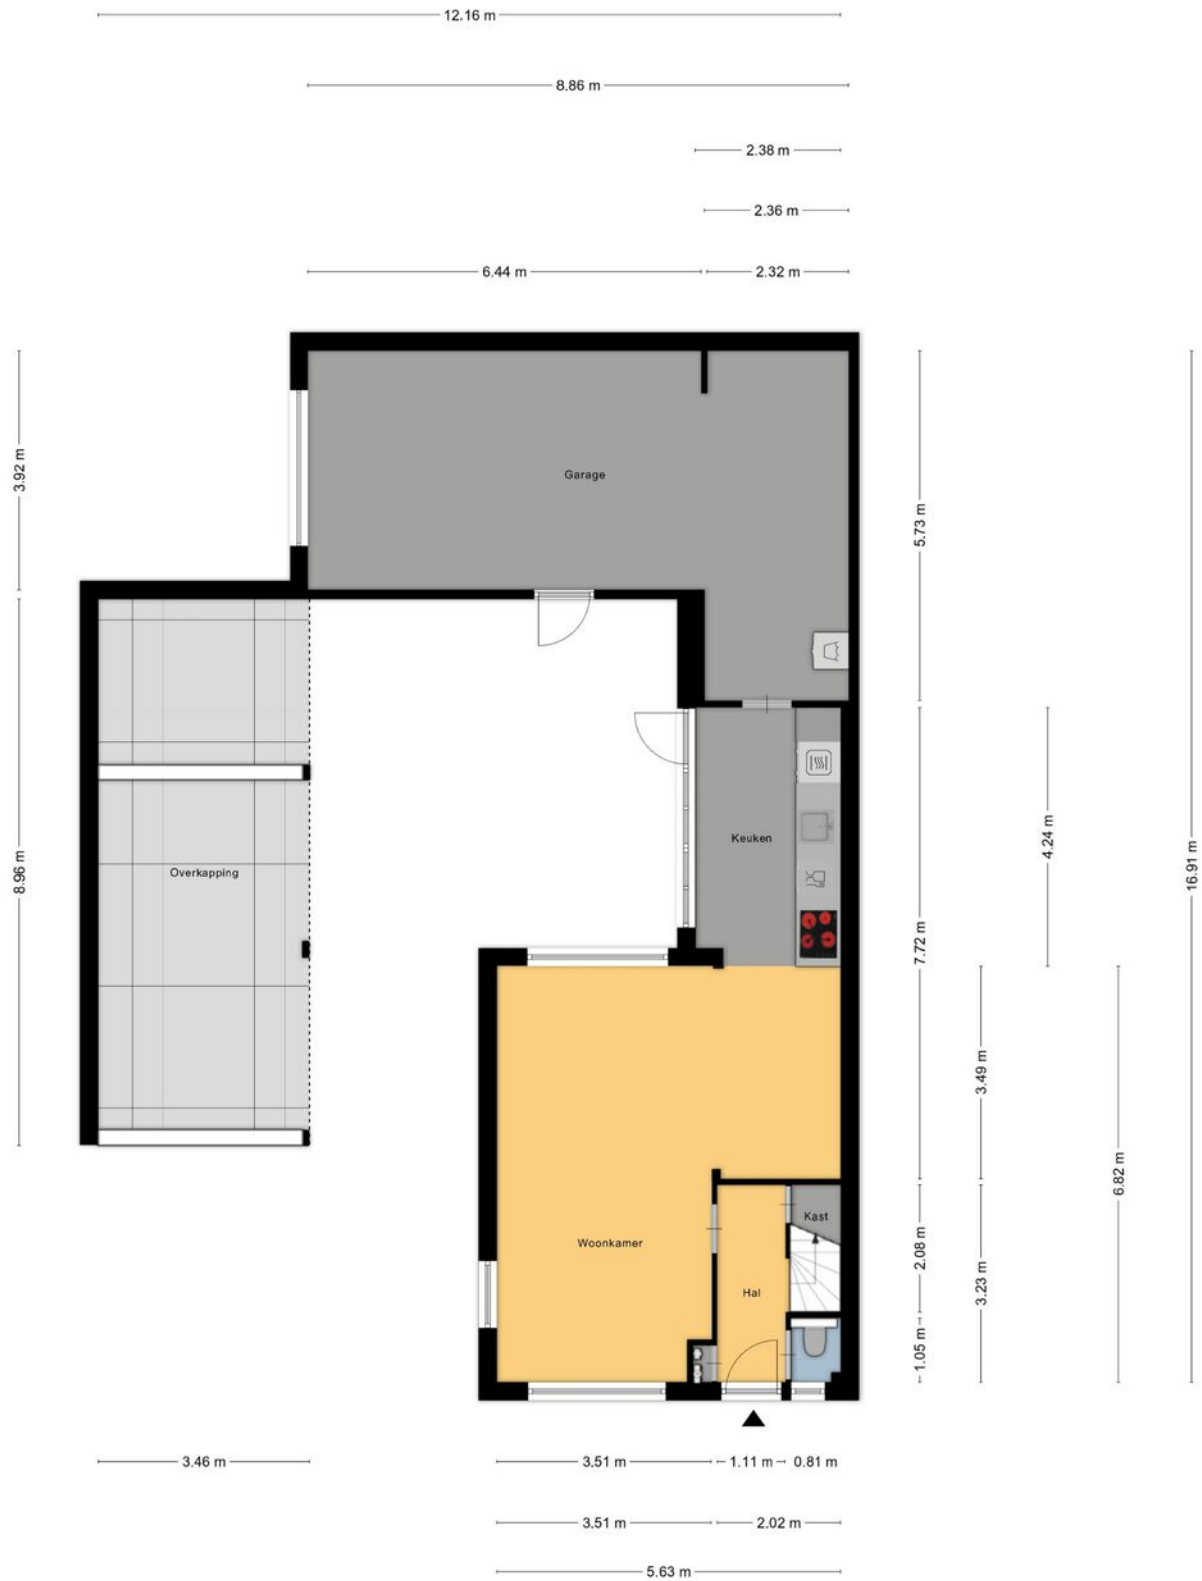 12.16 m
8.86 m
2.38 m
2.36 m
6.44 m
2.32 m
3.92 m
Garage
5.73 m
16.91 m
8.96 m
Overkapping
Keuken
4.24 m
7.72 m
3.49 m
6.82 m
Kast
Woonkamer
2.08 m
3.23 m
Hal
1.05 m
3.46 m
3.51 m
1.11 m
0.81 m
3.51 m
2.02 m
5.63 m